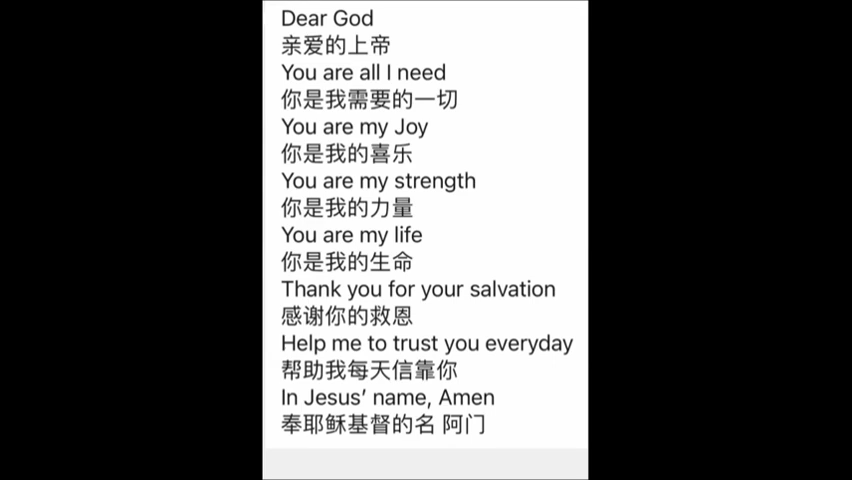 Dear God
亲爱的上帝
You are all I need
你是我需要的一切
You are my Joy
你是我的喜乐
You are my strength
你是我的力量
You are my life
你是我的生命
Thank you for your salvation
感谢你的救恩
Help me to trust you everyday
帮助我每天信靠你
In Jesus’ name, Amen
奉耶稣基督的名 阿门